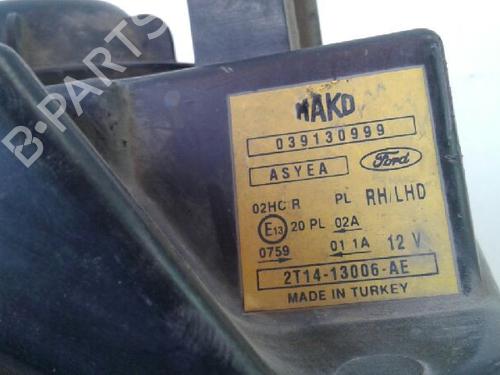 B-PARTS
MAKO
039130999
ASYEA
Ford
02HC R PL RH/LHD
E13 20 PL 02A
0759 01 1A 12 V
2T14-13006-AE
MADE IN TURKEY